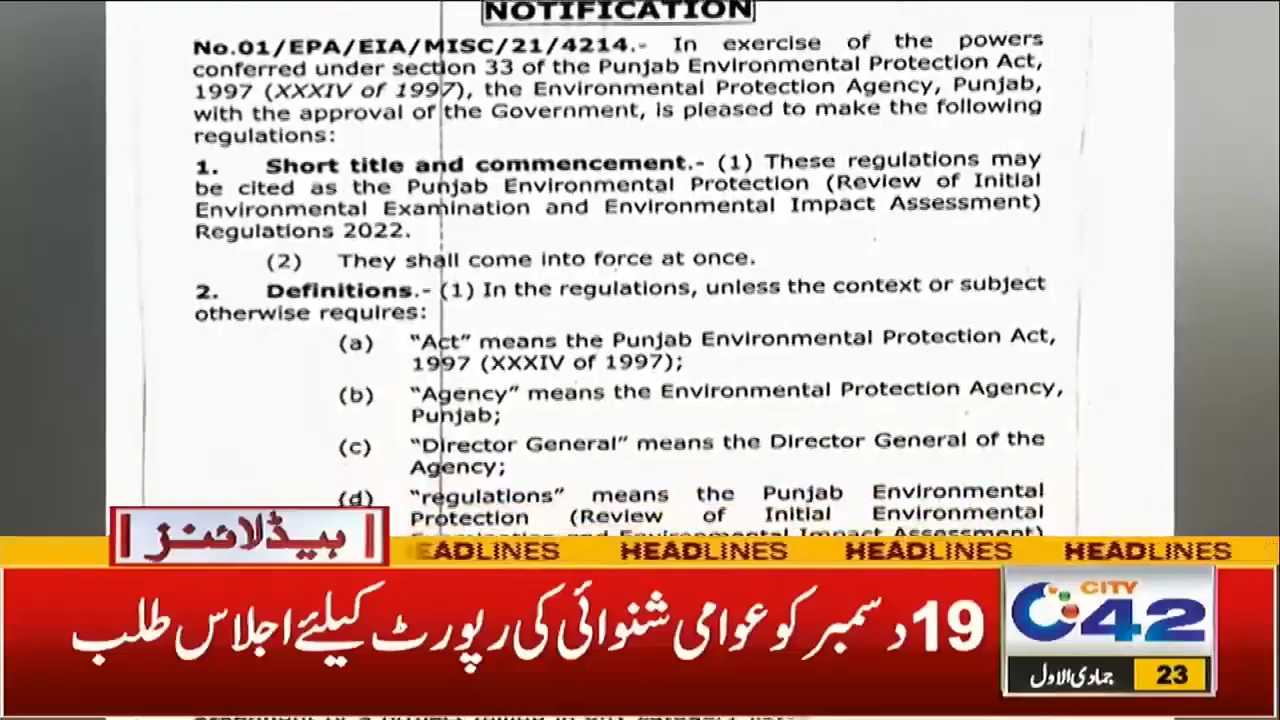 NOTIFICATION
No.01/EPA/EIA/MISC/21/4214.- In exercise of the powers
conferred under section 33 of the Punjab Environmental Protection Act,
1997 (XXXIV of 1997), the Environmental Protection Agency, Punjab,
with the approval of the Government, is pleased to make the following
regulations:
1. Short title and commencement.- (1) These regulations may
be cited as the Punjab Environmental Protection (Review of Initial
Environmental Examination and Environmental Impact Assessment)
Regulations 2022.
(2) They shall come into force at once.
2. Definitions.- (1) In the regulations, unless the context or subject
otherwise requires:
(a) “Act” means the Punjab Environmental Protection Act,
1997 (XXXIV of 1997);
(b) “Agency” means the Environmental Protection Agency,
Punjab;
(c) “Director General” means the Director General of the
Agency;
(d) “regulations” means the Punjab Environmental
Protection (Review of Initial Environmental
and Environmental Impact Assessment)
ہیڈلائنز
EADLINES HEADLINES HEADLINES HEADLINES
19 دسمبر کو عوامی شنوائی کی رپورٹ کیلئے اجلاس طلب
CITY
42
23 جمادی الاول